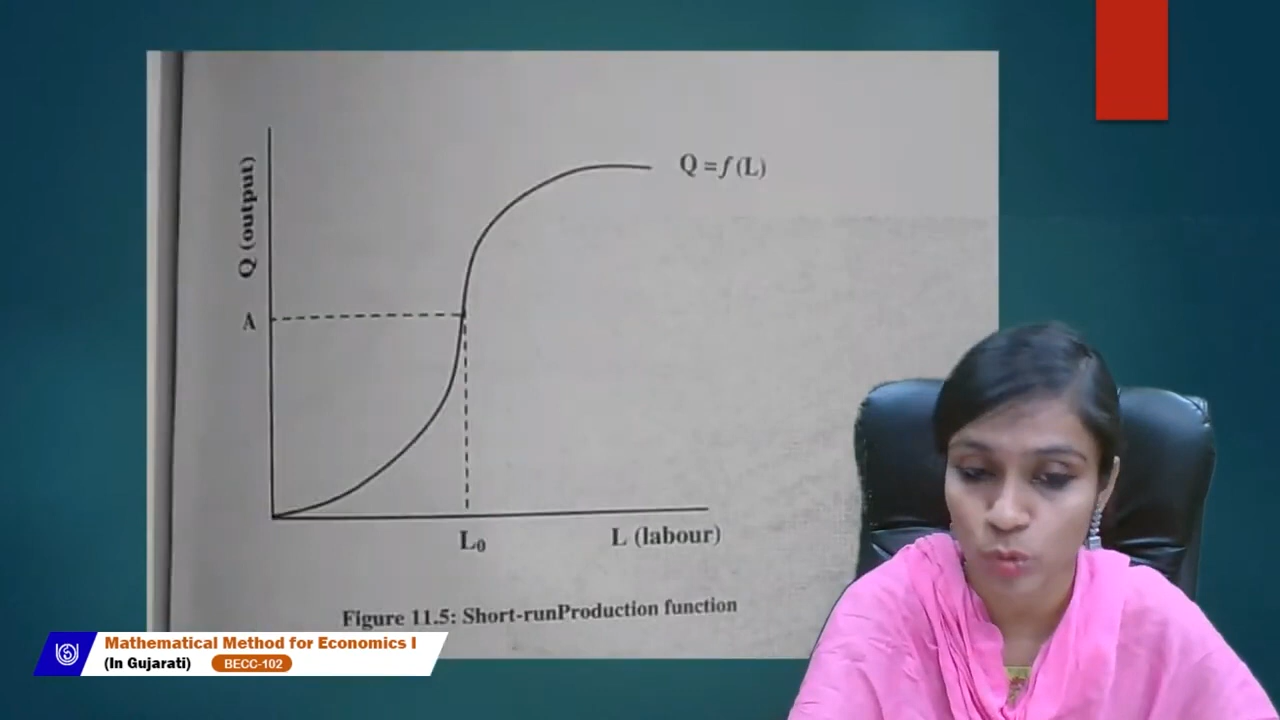 Q = f (L)
Q (output)
A
L₀
L (labour)
Figure 11.5: Short-runProduction function
Mathematical Method for Economics I
(In Gujarati)
BECC-102